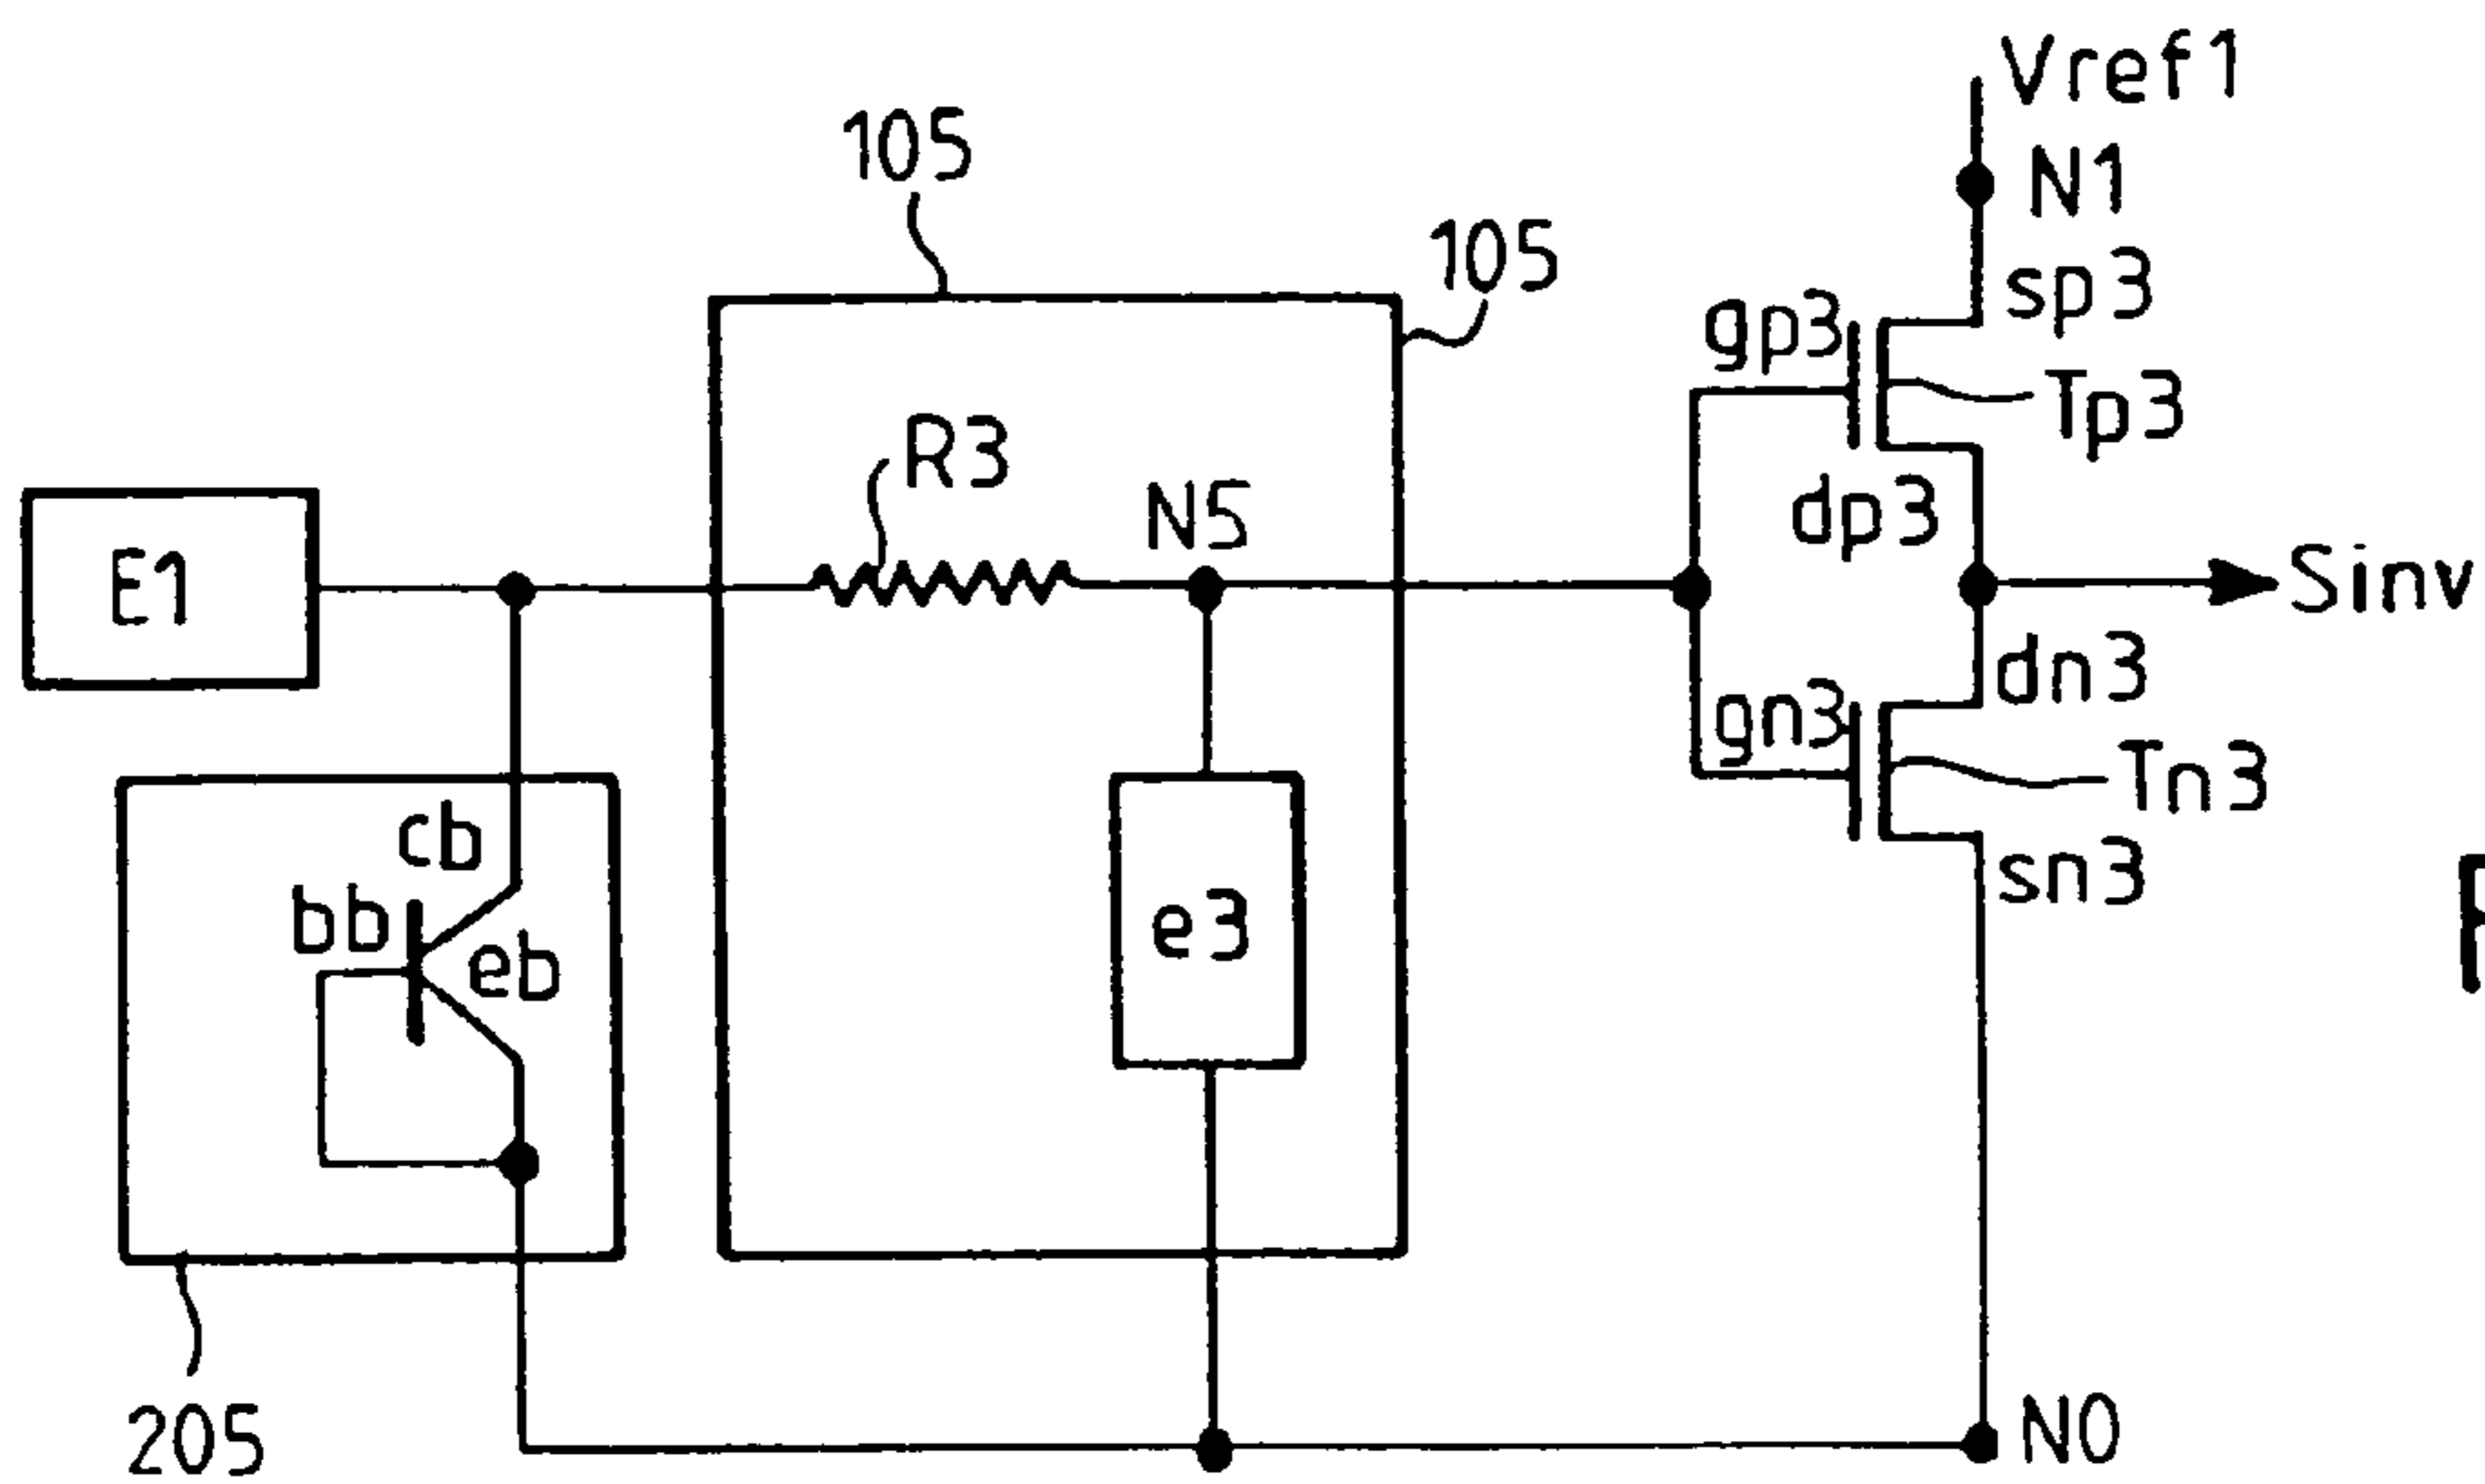 Vref1
105
N1
105
sp3
gp3
Tp3
R3
N5
dp3
E1
Sinv
dn3
gn3
Tn3
cb
sn3
bb
eb
e3
205
N0